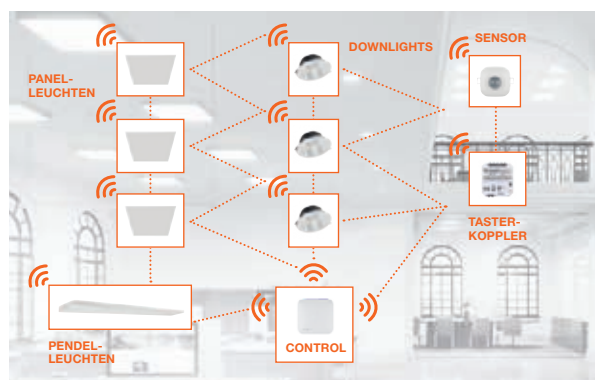 PANEL-
LEUCHTEN
DOWNLIGHTS
SENSOR
TASTER-
KOPPLER
PENDEL-
LEUCHTEN
CONTROL